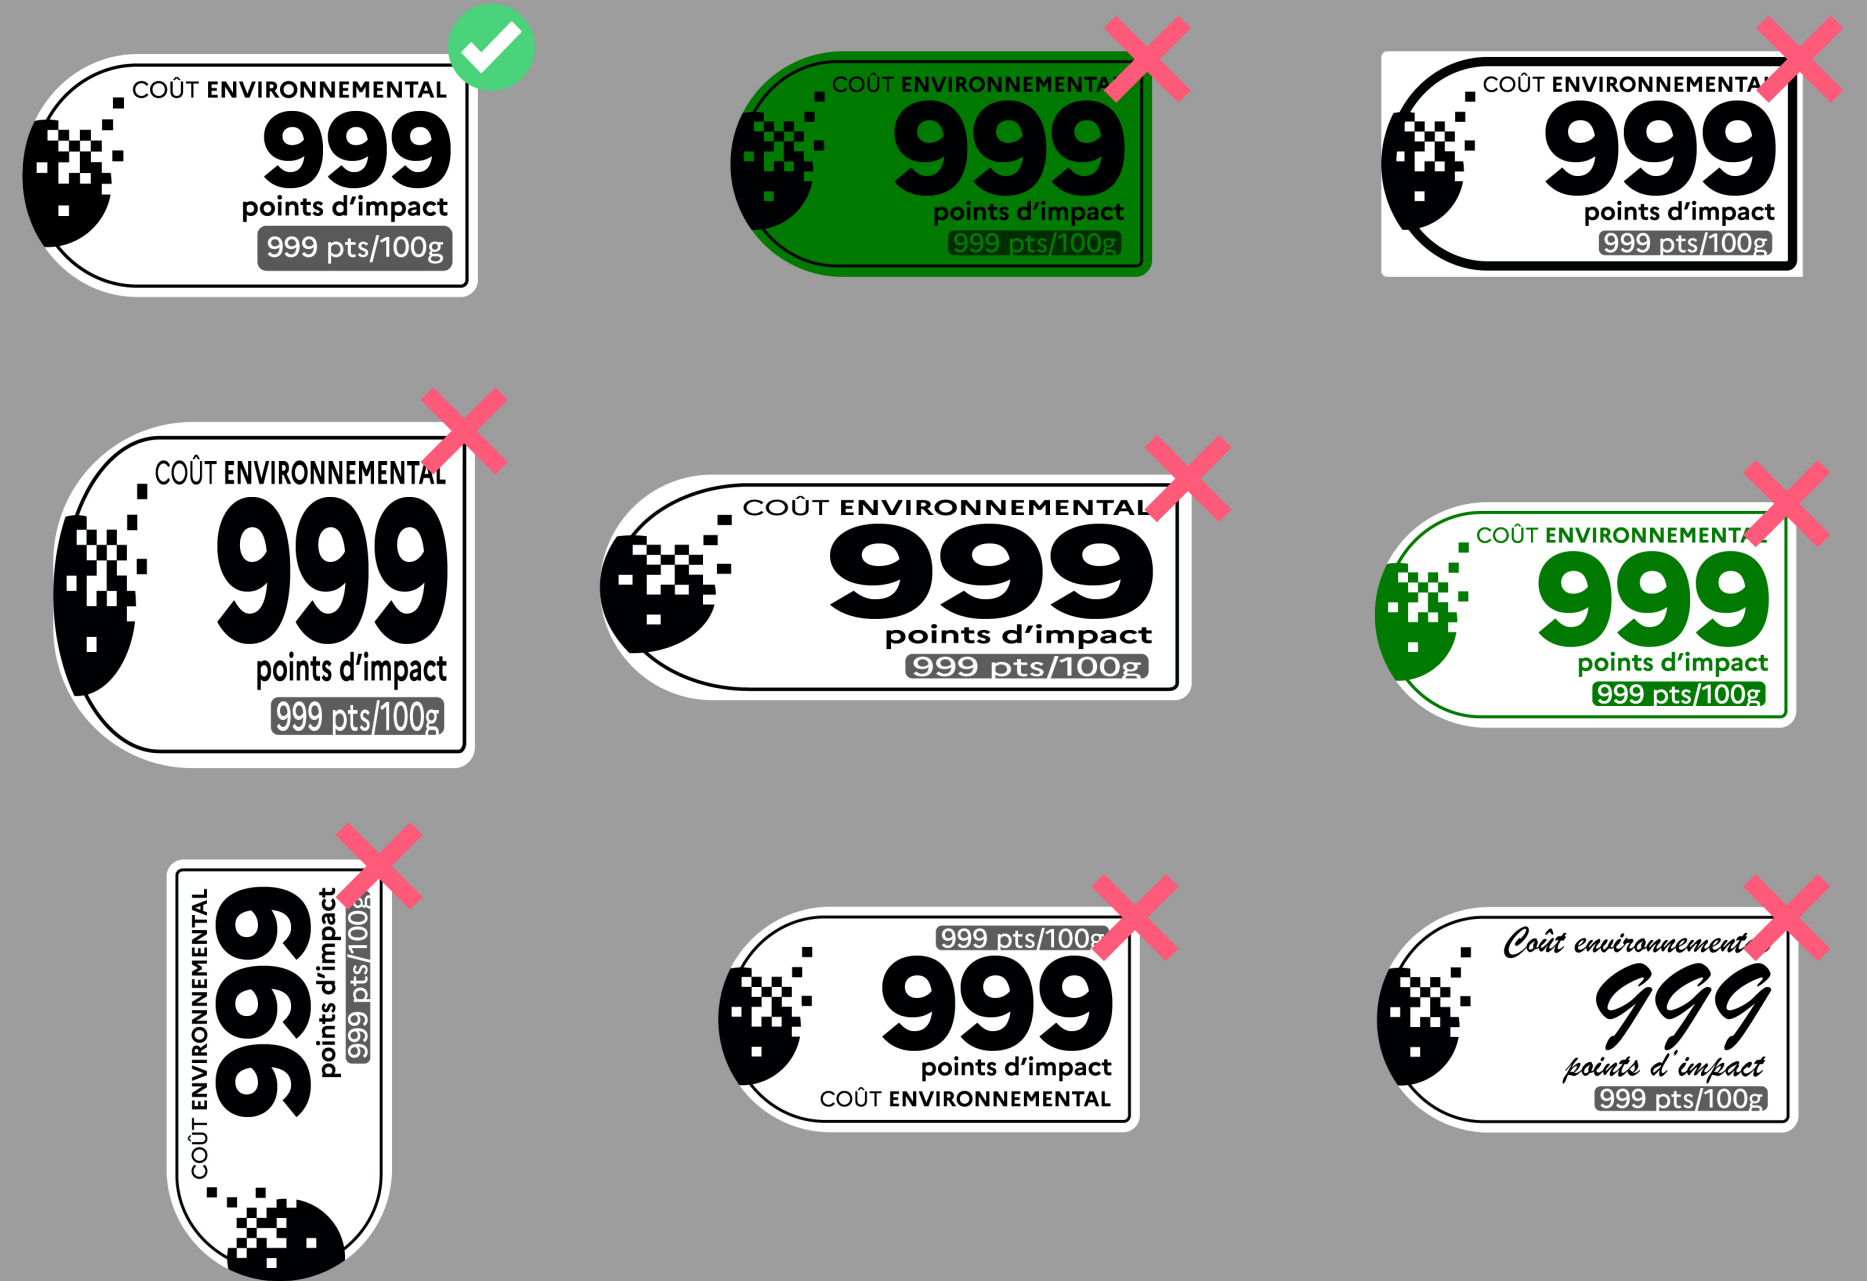 COÛT ENVIRONNEMENTAL
999
points d’impact
999 pts/100g
COÛT ENVIRONNEMENTA
999
points d’impact
999 pts/100g
COÛT ENVIRONNEMENTA
999
points d’impact
999 pts/100g
COÛT ENVIRONNEMENTAL
999
points d’impact
999 pts/100g
COÛT ENVIRONNEMENTAL
999
points d’impact
999 pts/100g
COÛT ENVIRONNEMENTAL
999
points d’impact
999 pts/100g
COÛT ENVIRONNEMENTAL
999
points d’impact
999 pts/100g
999 pts/100g
999
points d’impact
COÛT ENVIRONNEMENTAL
Coût environnement
999
points d'impact
999 pts/100g